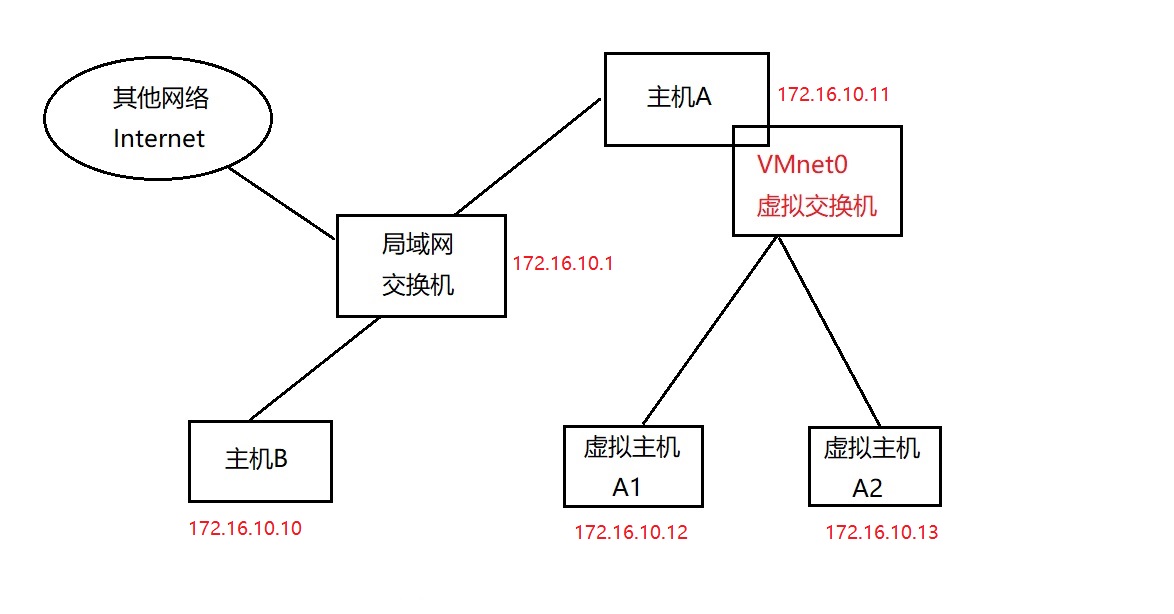 其他网络
Internet
主机A
172.16.10.11
VMnet0
虚拟交换机
局域网
交换机
172.16.10.1
主机B
172.16.10.10
虚拟主机
A1
172.16.10.12
虚拟主机
A2
172.16.10.13